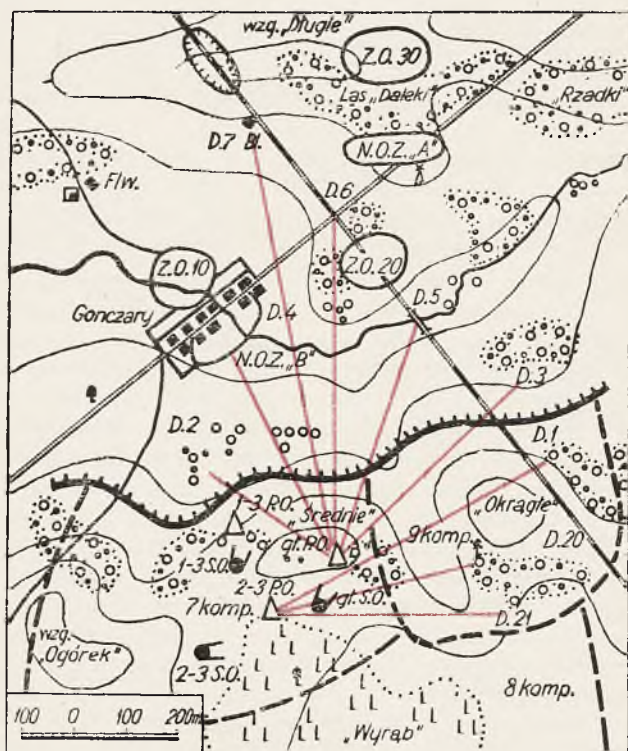 wzg. „Długie”
Z.O.30
Las „Daleki”
„Rzadki”
D.7 Bl.
N.O.Z. „A”
F/w.
D.6
Z.O.10
Z.O.20
Gonczary
D.4
D.5
N.O.Z. „B”
D.3
D.2
D.1
1-3 P.O.
„Średnie”
„Okrągłe”
gł. P.O.
9 komp.
D.20
1-3 S.O.
2-3 P.O.
gł. S.O.
7 komp.
D.21
wzg.
„Ogórek”
2-3 S.O.
8 komp.
100 0 100 200m
„Wyrąb”